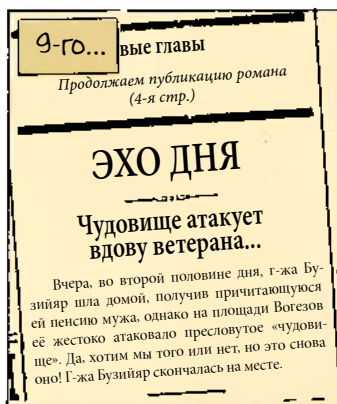 9-го...
вые главы
Продолжаем публикацию романа
(4-я стр.)
ЭХО ДНЯ
Чудовище атакует
вдову ветерана...
Вчера, во второй половине дня, г-жа Бу-
зийяр шла домой, получив причитающуюся
ей пенсию мужа, однако на площади Вогезов
её жестоко атаковало пресловутое «чудови-
ще». Да, хотим мы того или нет, но это снова
оно! Г-жа Бузийяр скончалась на месте.